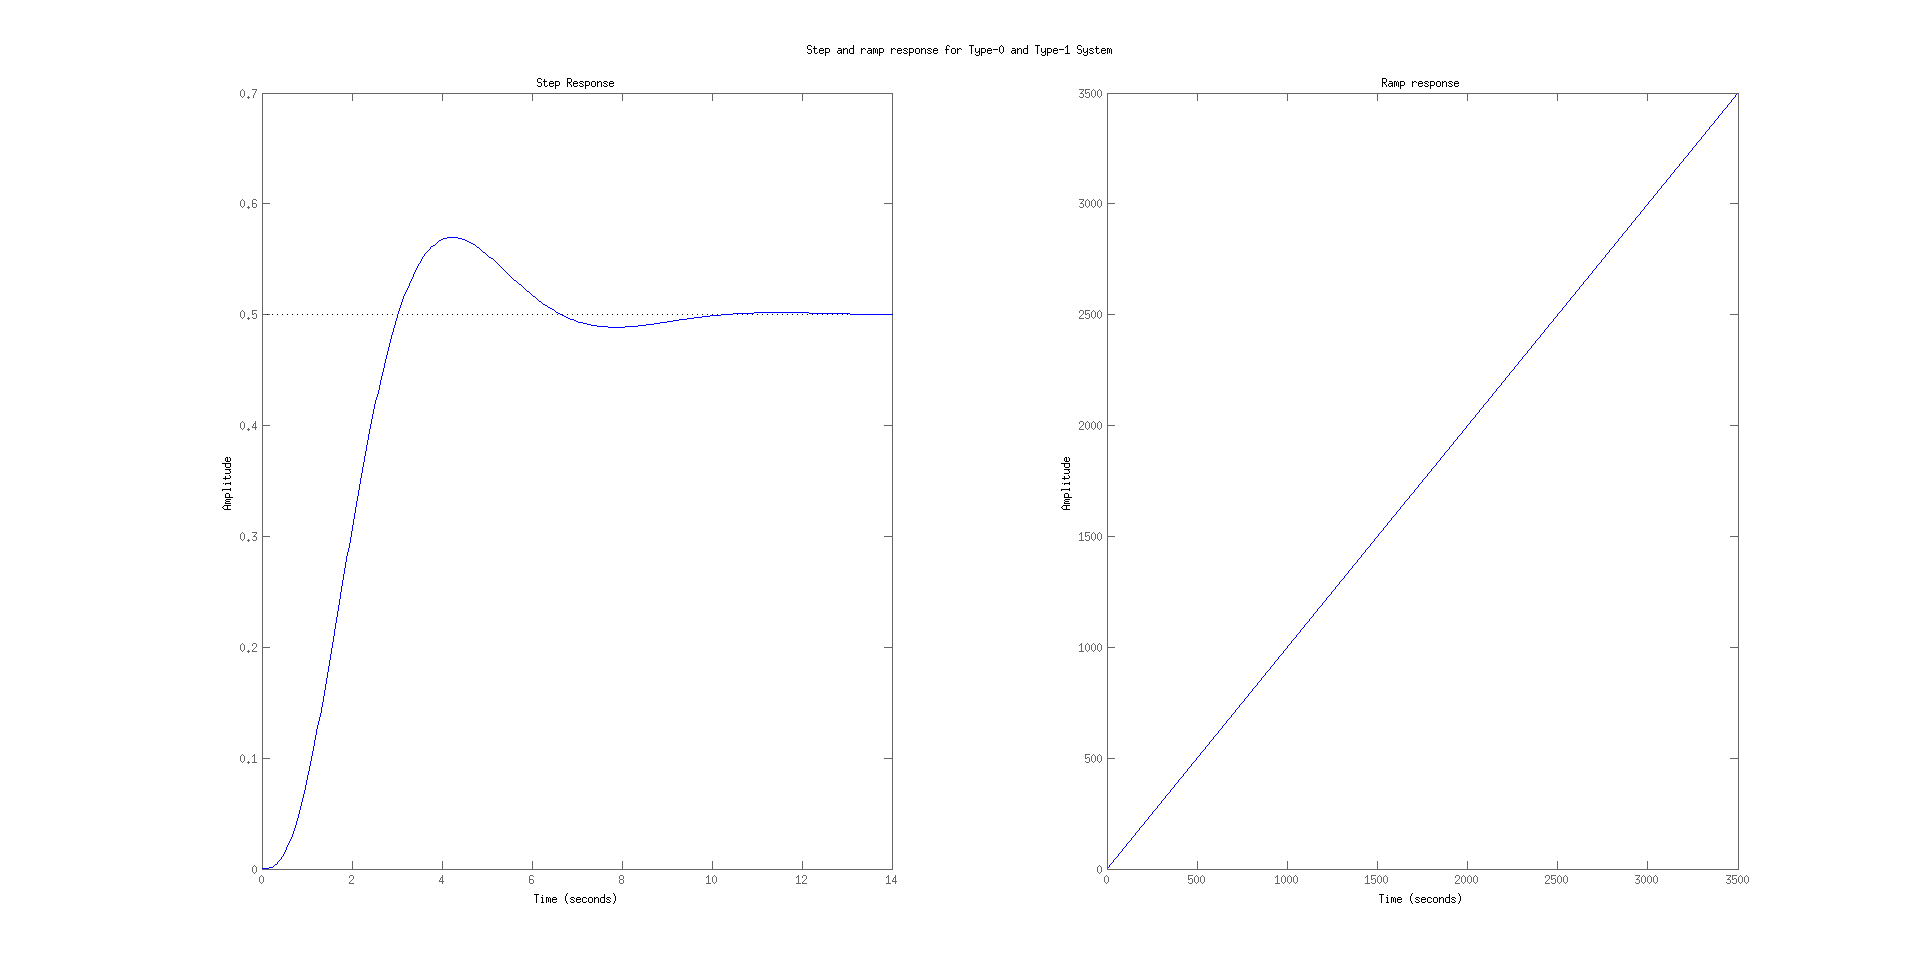 Step and ramp response for Type-0 and Type-1 System
Step Response
0.7
0.6
0.5
0.4
0.3
0.2
0.1
0
Amplitude
0 2 4 6 8 10 12 14
Time (seconds)
Ramp response
3500
3000
2500
2000
1500
1000
500
0
Amplitude
0 500 1000 1500 2000 2500 3000 3500
Time (seconds)